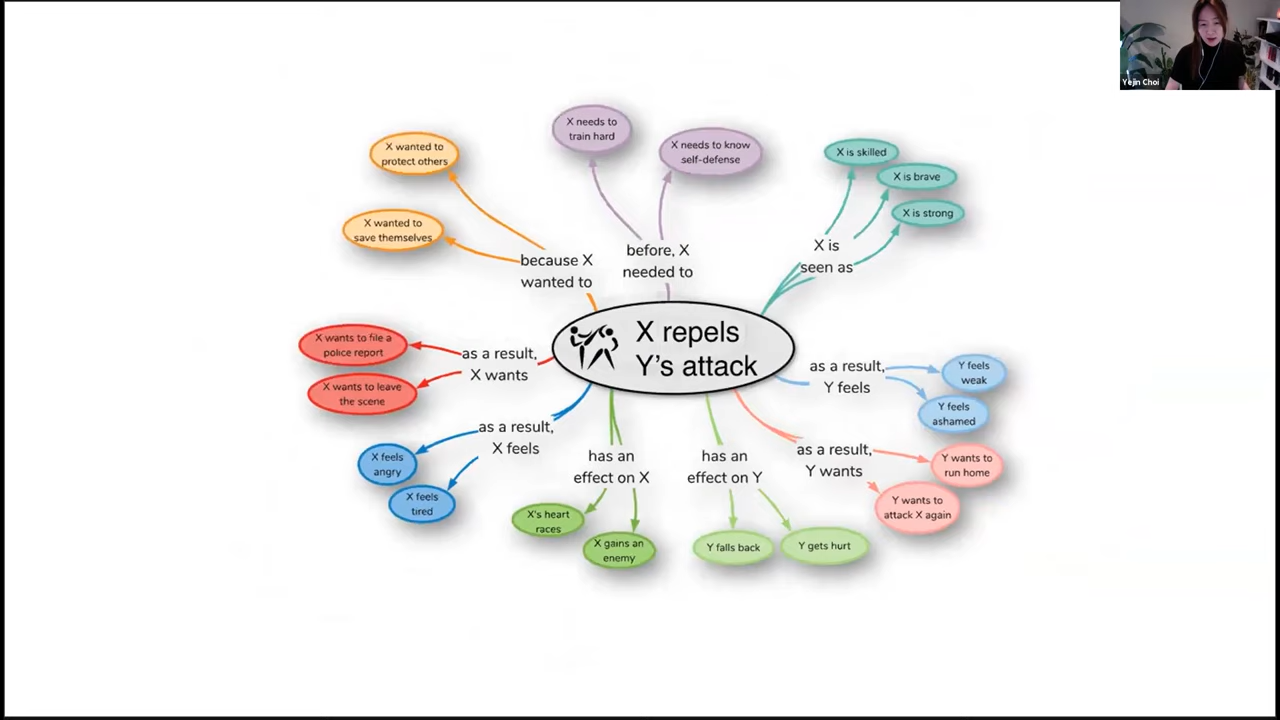 Yejin Choi
X needs to
train hard
X needs to know
self-defense
X wanted to
protect others
X wanted to
save themselves
because X
wanted to
before, X
needed to
X is skilled
X is brave
X is strong
X is
seen as
X repels
Y's attack
X wants to file a
police report
X wants to leave
the scene
as a result,
X wants
as a result,
Y feels
Y feels
weak
Y feels
ashamed
as a result,
X feels
X feels
angry
X feels
tired
has an
effect on X
X's heart
races
X gains an
enemy
has an
effect on Y
Y falls back
Y gets hurt
as a result,
Y wants
Y wants to
run home
Y wants to
attack X again